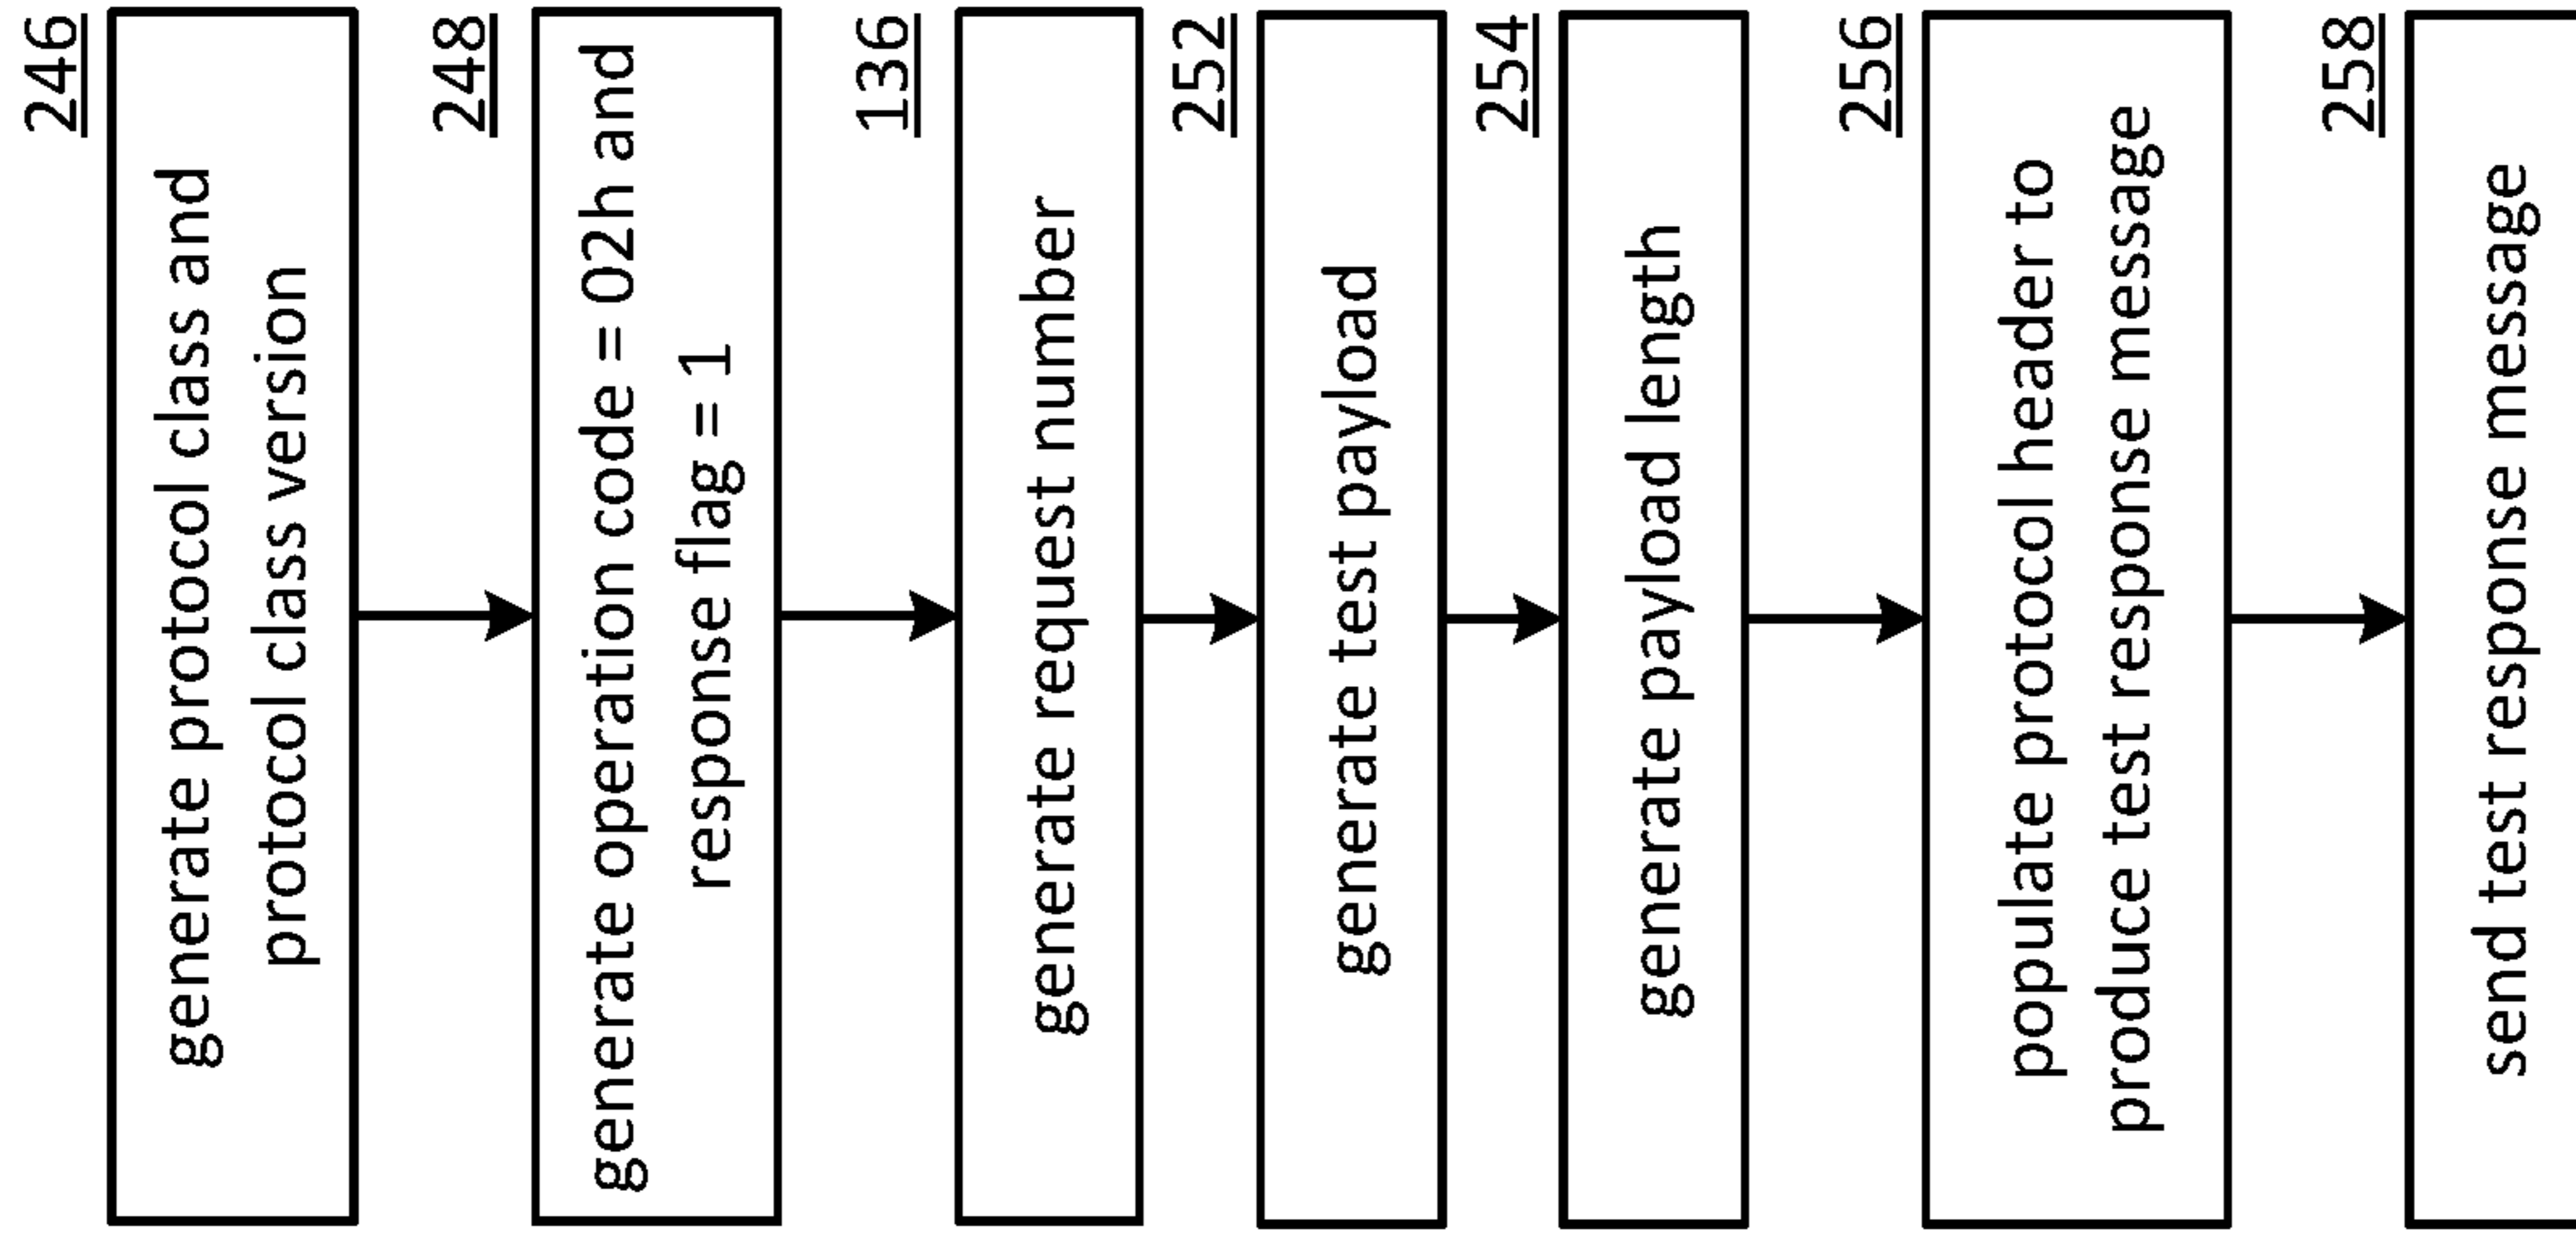 246
generate protocol class and
protocol class version
248
generate operation code = 02h and
response flag = 1
136
generate request number
252
generate test payload
254
generate payload length
256
populate protocol header to
produce test response message
258
send test response message